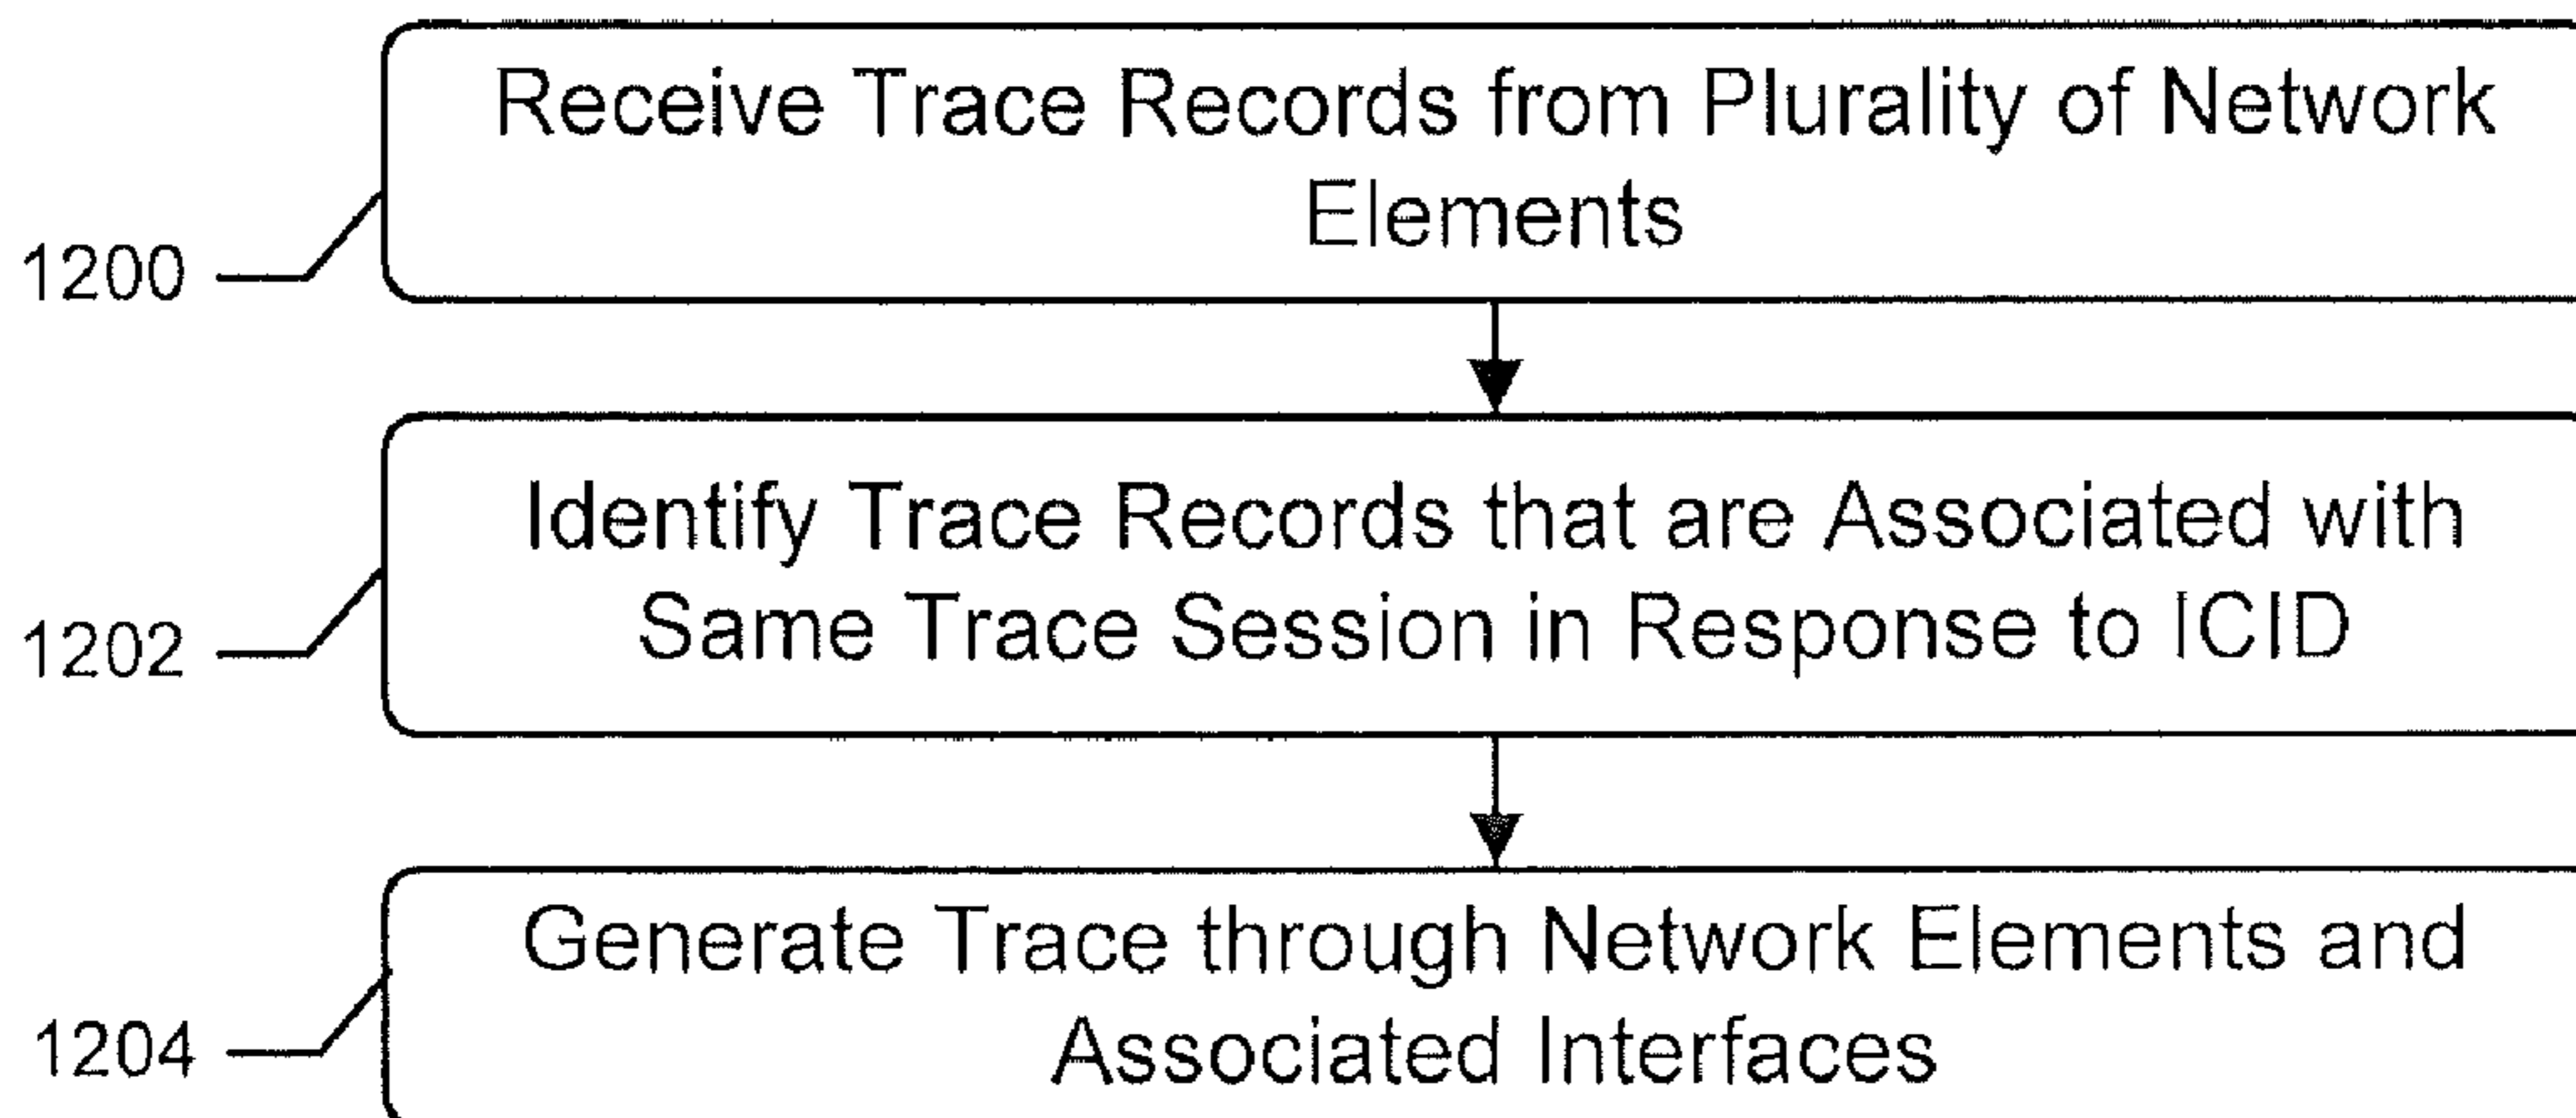 Receive Trace Records from Plurality of Network
Elements
1200
Identify Trace Records that are Associated with
Same Trace Session in Response to ICID
1202
Generate Trace through Network Elements and
Associated Interfaces
1204